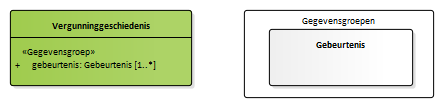 Vergunninggeschiedenis
«Gegevensgroep»
+ gebeurtenis: Gebeurtenis [1..*]
Gegevensgroepen
Gebeurtenis